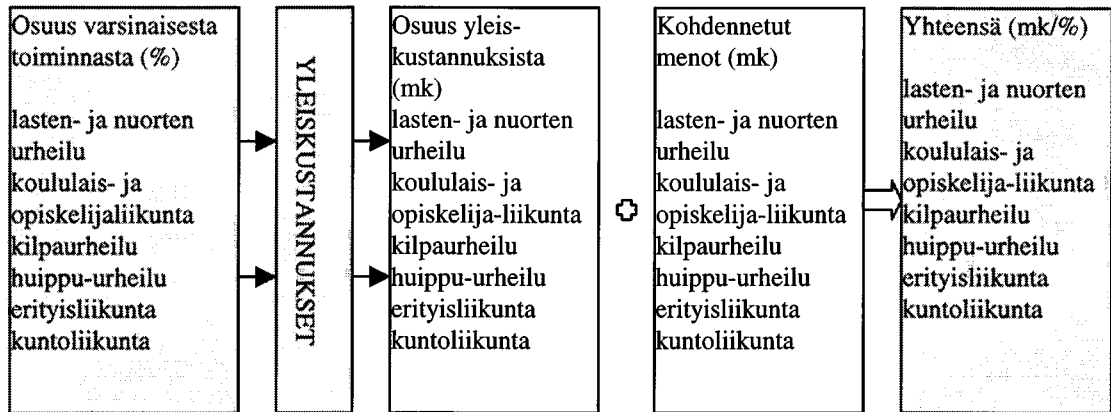 Osuus varsinaisesta
toiminnasta (%)
lasten- ja nuorten
urheilu
koululais- ja
opiskelijaliikunta
kilpaurheilu
huippu-urheilu
erityisliikunta
kuntoliikunta
YLEISKUSTANNUKSET
Osuus yleis-
kustannuksista
(mk)
lasten- ja nuorten
urheilu
koululais- ja
opiskelija-liikunta
kilpaurheilu
huippu-urheilu
erityisliikunta
kuntoliikunta
Kohdennetut
menot (mk)
lasten- ja nuorten
urheilu
koululais- ja
opiskelija-liikunta
kilpaurheilu
huippu-urheilu
erityisliikunta
kuntoliikunta
Yhteensä (mk/%)
lasten- ja nuorten
urheilu
koululais- ja
opiskelija-liikunta
kilpaurheilu
huippu-urheilu
erityisliikunta
kuntoliikunta